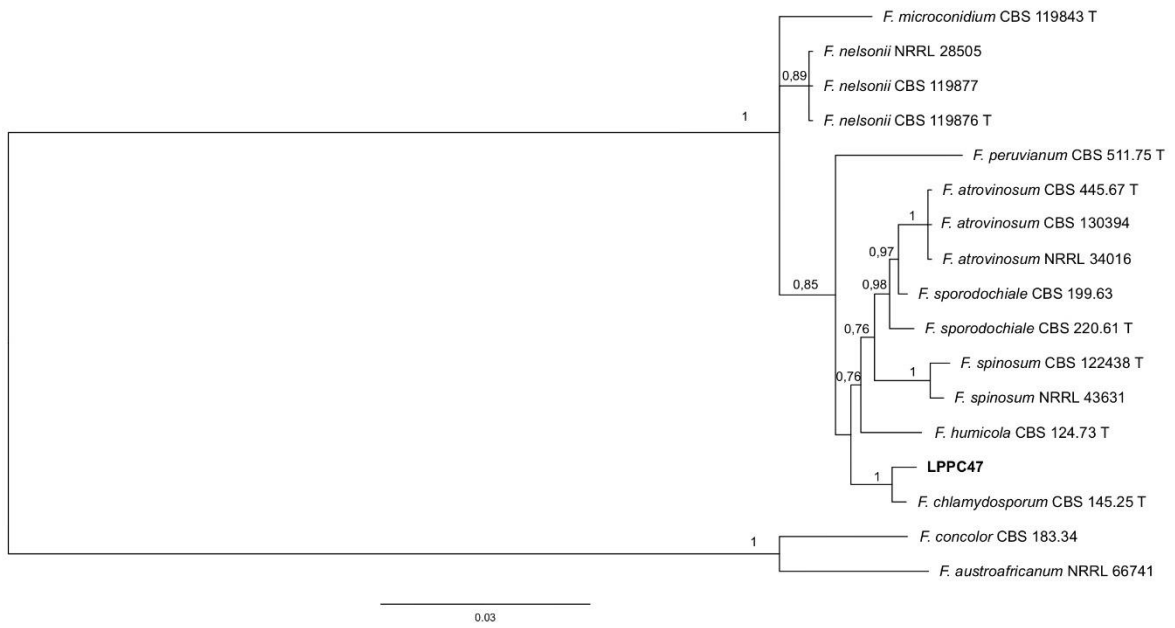 F. microconidium CBS 119843 T
F. nelsonii NRRL 28505
0,89
F. nelsonii CBS 119877
1
F. nelsonii CBS 119876 T
F. peruvianum CBS 511.75 T
F. atrovinosum CBS 445.67 T
1
F. atrovinosum CBS 130394
0,97
F. atrovinosum NRRL 34016
0,85
0,98
F. sporodochiale CBS 199.63
0,76
F. sporodochiale CBS 220.61 T
F. spinosum CBS 122438 T
0,76
1
F. spinosum NRRL 43631
F. humicola CBS 124.73 T
LPPC47
1
F. chlamydosporum CBS 145.25 T
1
F. concolor CBS 183.34
F. austroafricanum NRRL 66741
0.03